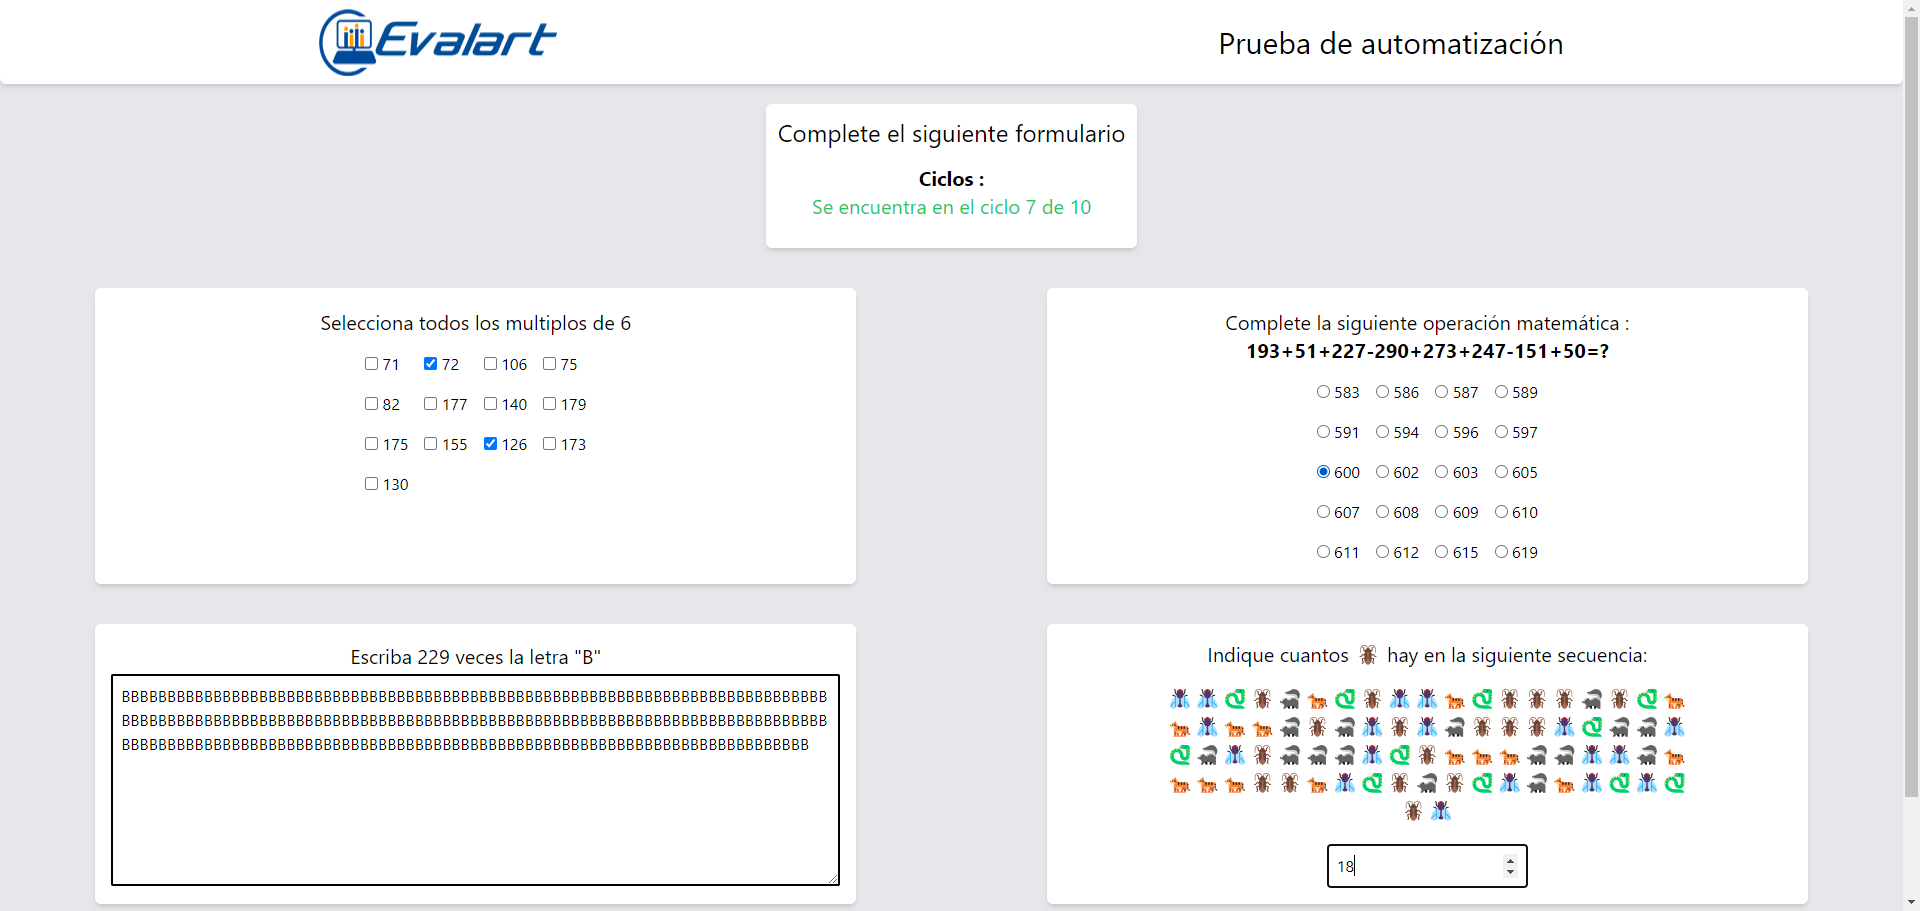 Evalart
Prueba de automatización
Complete el siguiente formulario
Ciclos :
Se encuentra en el ciclo 7 de 10
Selecciona todos los multiplos de 6
71 72 106 75
82 177 140 179
175 155 126 173
130
Complete la siguiente operación matemática :
193+51+227-290+273+247-151+50=?
583 586 587 589
591 594 596 597
600 602 603 605
607 608 609 610
611 612 615 619
Escriba 229 veces la letra "B"
BBBBBBBBBBBBBBBBBBBBBBBBBBBBBBBBBBBBBBBBBBBBBBBBBBBBBBBBBBBBBBBBBBBBBBBBBBBBB
BBBBBBBBBBBBBBBBBBBBBBBBBBBBBBBBBBBBBBBBBBBBBBBBBBBBBBBBBBBBBBBBBBBBBBBBBBBBB
BBBBBBBBBBBBBBBBBBBBBBBBBBBBBBBBBBBBBBBBBBBBBBBBBBBBBBBBBBBBBBBBBBBBBBBBBBB
Indique cuantos 🪳 hay en la siguiente secuencia:
18